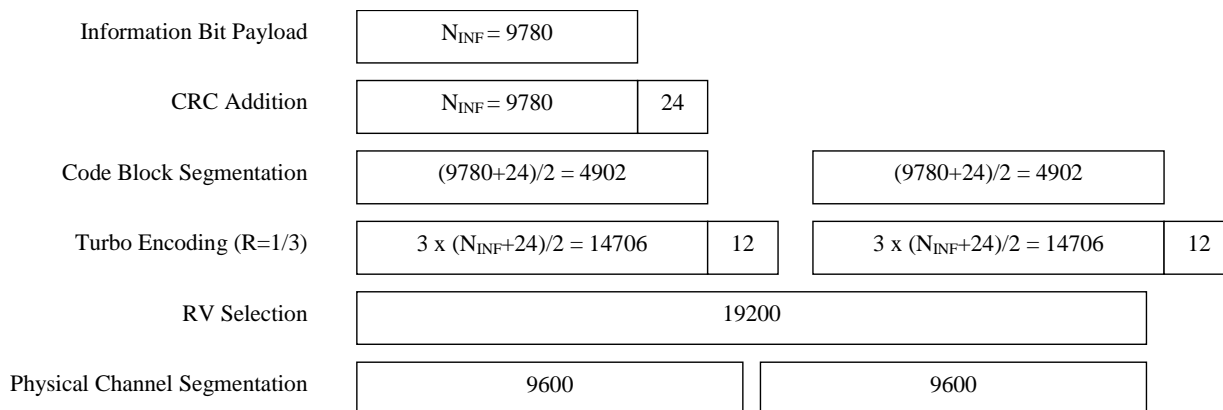 Information Bit Payload N_INF = 9780
CRC Addition N_INF = 9780 24
Code Block Segmentation (9780+24)/2 = 4902 (9780+24)/2 = 4902
Turbo Encoding (R=1/3) 3 x (N_INF+24)/2 = 14706 12 3 x (N_INF+24)/2 = 14706 12
RV Selection 19200
Physical Channel Segmentation 9600 9600